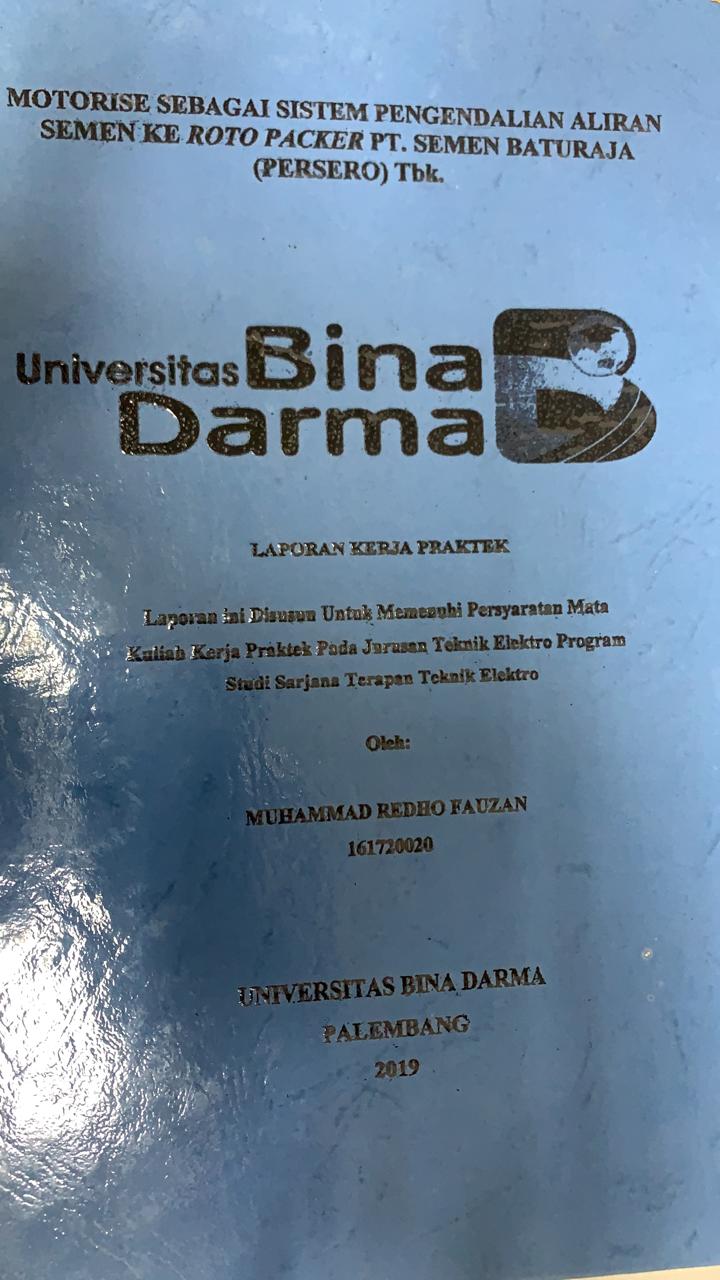 MOTORISE SEBAGAI SISTEM PENGENDALIAN ALIRAN
SEMEN KE ROTO PACKER PT. SEMEN BATURAJA
(PERSERO) Tbk.
Universitas Bina
Darma
LAPORAN KERJA PRAKTEK
Laporan ini Disusun Untuk Memenuhi Persyaratan Mata
Kuliah Kerja Praktek Pada Jurusan Teknik Elektro Program
Studi Sarjana Terapan Teknik Elektro
Oleh:
MUHAMMAD REDHO FAUZAN
161720020
UNIVERSITAS BINA DARMA
PALEMBANG
2019